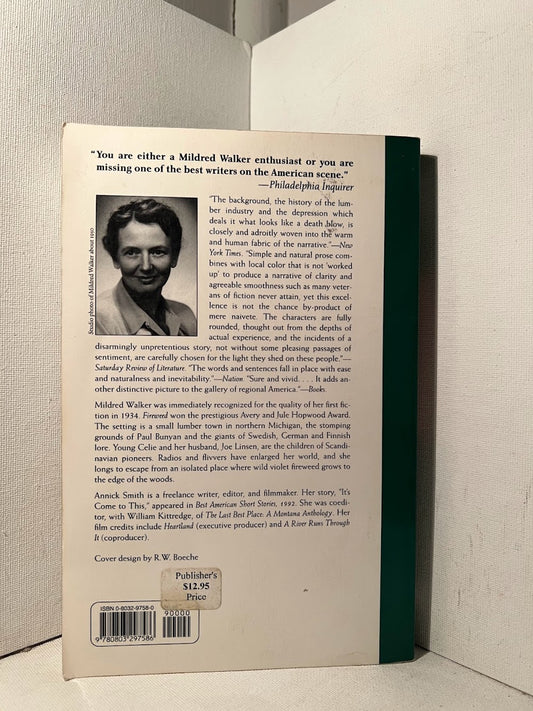 "You are either a Mildred Walker enthusiast or you are
missing one of the best writers on the American scene."
—Philadelphia Inquirer
"The background, the history of the lum-
ber industry and the depression which
deals it what looks like a death blow, is
closely and adroitly woven into the warm
and human fabric of the narrative."—New
York Times. "Simple and natural prose com-
bines with local color that is not 'worked
up' to produce a narrative of clarity and
agreeable smoothness such as many veter-
ans of fiction never attain, yet this excel-
lence is not the chance by-product of
mere naivete. The characters are fully
rounded, thought out from the depths of
actual experience, and the incidents of a
disarmingly unpretentious story, not without some pleasing passages of
sentiment, are carefully chosen for the light they shed on these people."—
Saturday Review of Literature. "The words and sentences fall in place with ease
and naturalness and inevitability."—Nation. "Sure and vivid. . . . It adds an-
other distinctive picture to the gallery of regional America."—Books.
Studio photo of Mildred Walker about 1930
Mildred Walker was immediately recognized for the quality of her first fic-
tion in 1934. Fireweed won the prestigious Avery and Jule Hopwood Award.
The setting is a small lumber town in northern Michigan, the stomping
grounds of Paul Bunyan and the giants of Swedish, German and Finnish
lore. Young Celie and her husband, Joe Linsen, are the children of Scandi-
navian pioneers. Radios and flivvers have enlarged her world, and she
longs to escape from an isolated place where wild violet fireweed grows to
the edge of the woods.
Annick Smith is a freelance writer, editor, and filmmaker. Her story, "It's
Come to This," appeared in Best American Short Stories, 1992. She was coedi-
tor, with William Kittredge, of The Last Best Place: A Montana Anthology. Her
film credits include Heartland (executive producer) and A River Runs Through
It (coproducer).
Cover design by R.W. Boeche
Publisher's
$12.95
Price
ISBN 0-8032-9758-0
90000
9 780803 297586